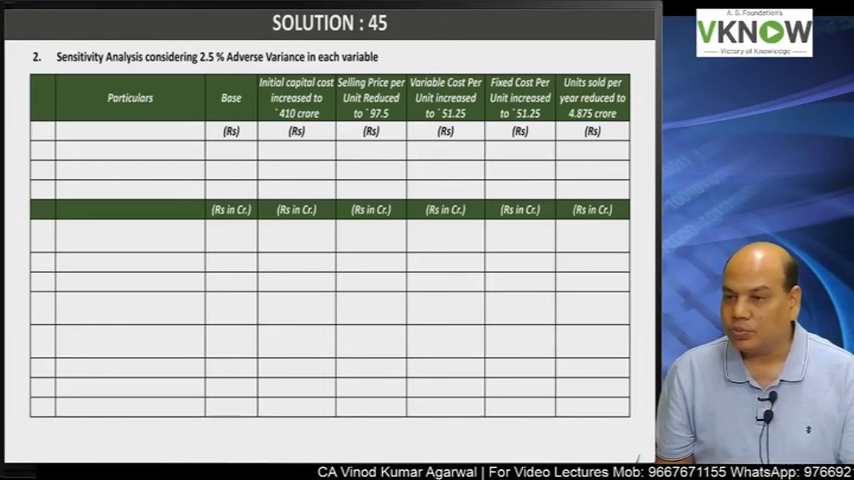 SOLUTION : 45
A. S. Foundation's
VKNOW
Victory of Knowledge
2. Sensitivity Analysis considering 2.5 % Adverse Variance in each variable
Particulars
Base
Initial capital cost
increased to
`410 crore
Selling Price per
Unit Reduced
to `97.5
Variable Cost Per
Unit increased
to `51.25
Fixed Cost Per
Unit increased
to `51.25
Units sold per
year reduced to
4.875 crore
(Rs) (Rs) (Rs) (Rs) (Rs) (Rs)
(Rs in Cr.) (Rs in Cr.) (Rs in Cr.) (Rs in Cr.) (Rs in Cr.) (Rs in Cr.)
CA Vinod Kumar Agarwal | For Video Lectures Mob: 9667671155 WhatsApp: 976692